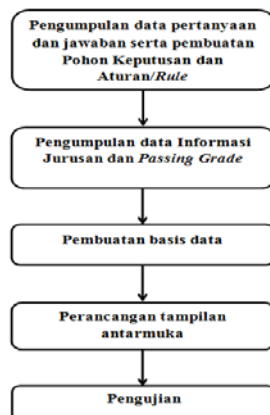 Pengumpulan data pertanyaan
dan jawaban serta pembuatan
Pohon Keputusan dan
Aturan/Rule
Pengumpulan data Informasi
Jurusan dan Passing Grade
Pembuatan basis data
Perancangan tampilan
antarmuka
Pengujian